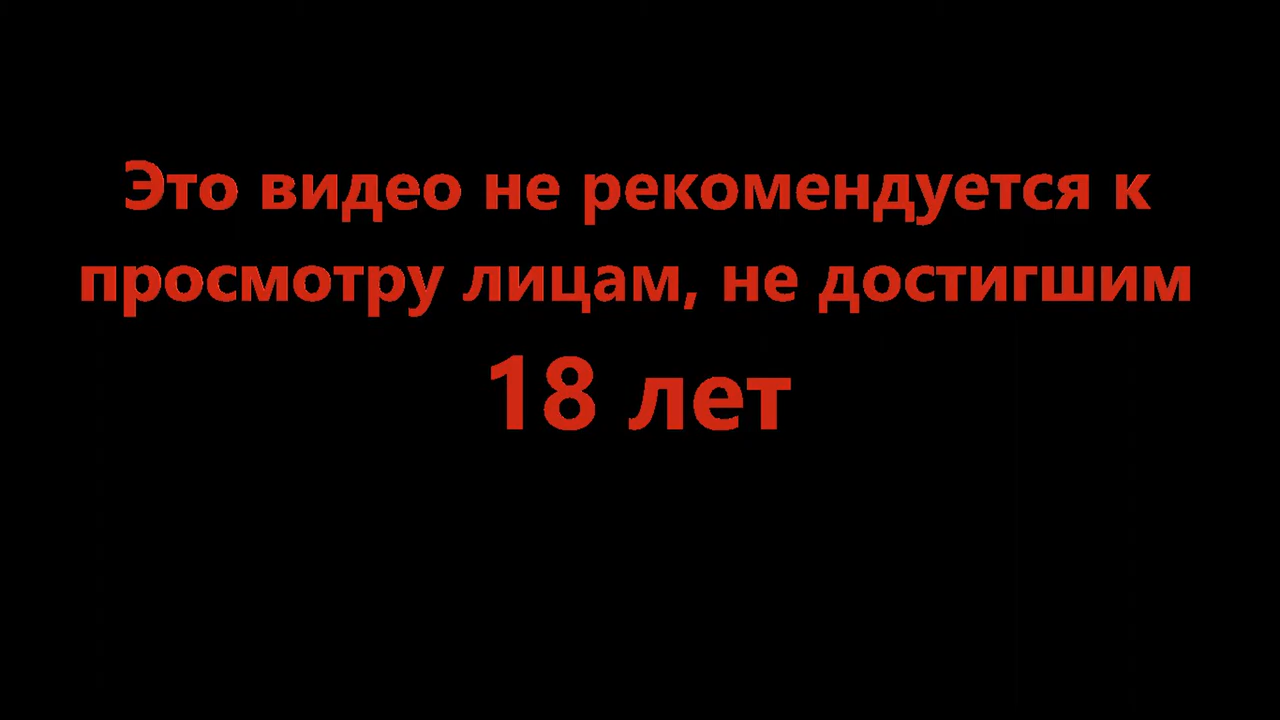 Это видео не рекомендуется к
просмотру лицам, не достигшим
18 лет